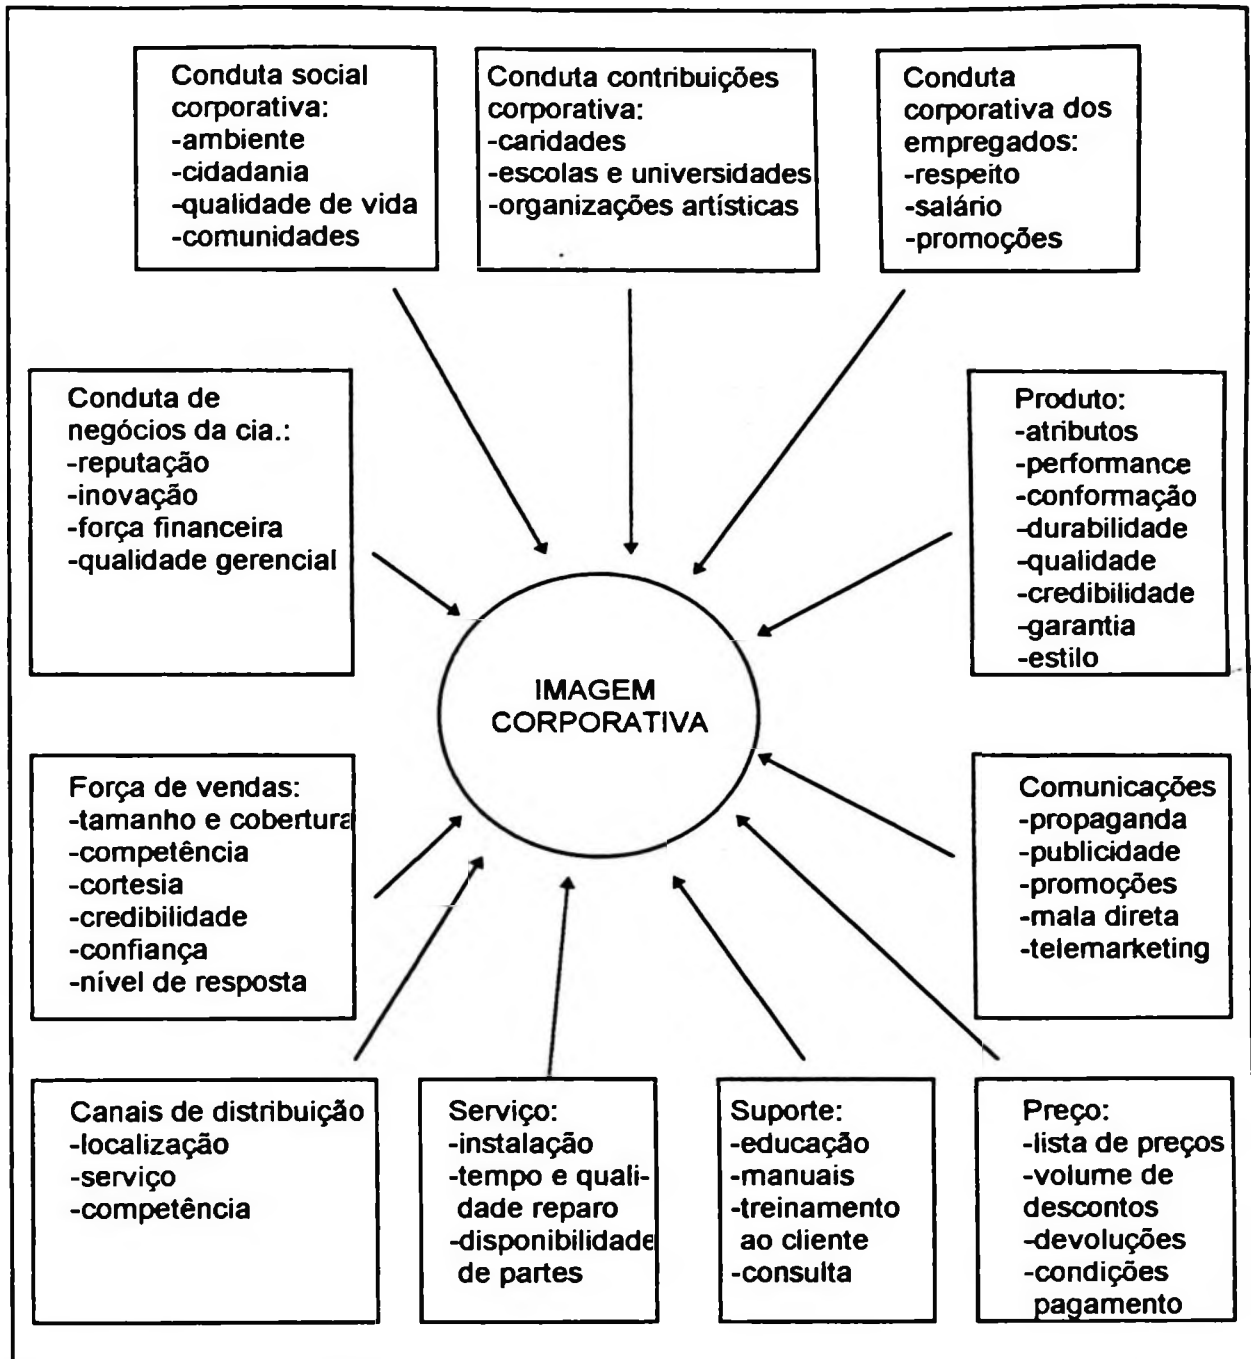 Conduta social
corporativa:
-ambiente
-cidadania
-qualidade de vida
-comunidades
Conduta contribuições
corporativa:
-caridades
-escolas e universidades
-organizações artísticas
Conduta
corporativa dos
empregados:
-respeito
-salário
-promoções
Conduta de
negócios da cia.:
-reputação
-inovação
-força financeira
-qualidade gerencial
Produto:
-atributos
-performance
-conformação
-durabilidade
-qualidade
-credibilidade
-garantia
-estilo
IMAGEM
CORPORATIVA
Força de vendas:
-tamanho e cobertura
-competência
-cortesia
-credibilidade
-confiança
-nível de resposta
Comunicações
-propaganda
-publicidade
-promoções
-mala direta
-telemarketing
Canais de distribuição
-localização
-serviço
-competência
Serviço:
-instalação
-tempo e quali-
dade reparo
-disponibilidade
de partes
Suporte:
-educação
-manuais
-treinamento
ao cliente
-consulta
Preço:
-lista de preços
-volume de
descontos
-devoluções
-condições
pagamento